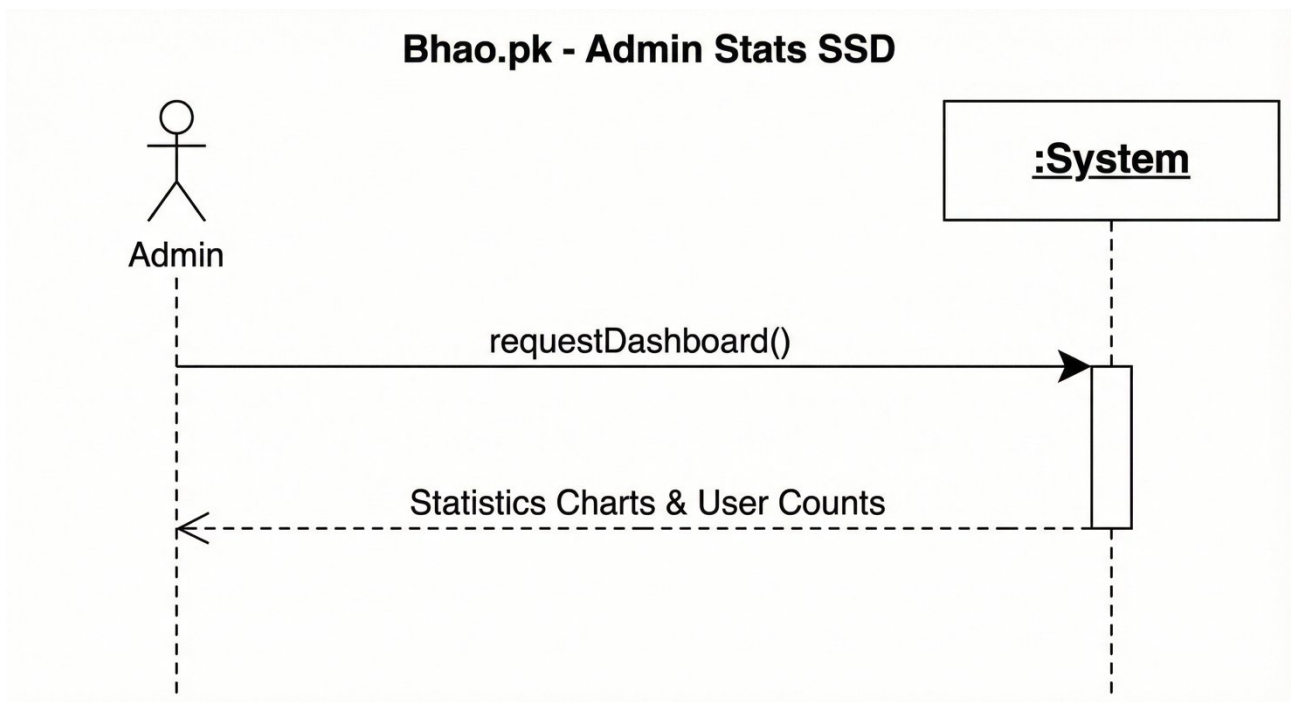 Bhao.pk - Admin Stats SSD
:System
Admin
requestDashboard()
Statistics Charts & User Counts